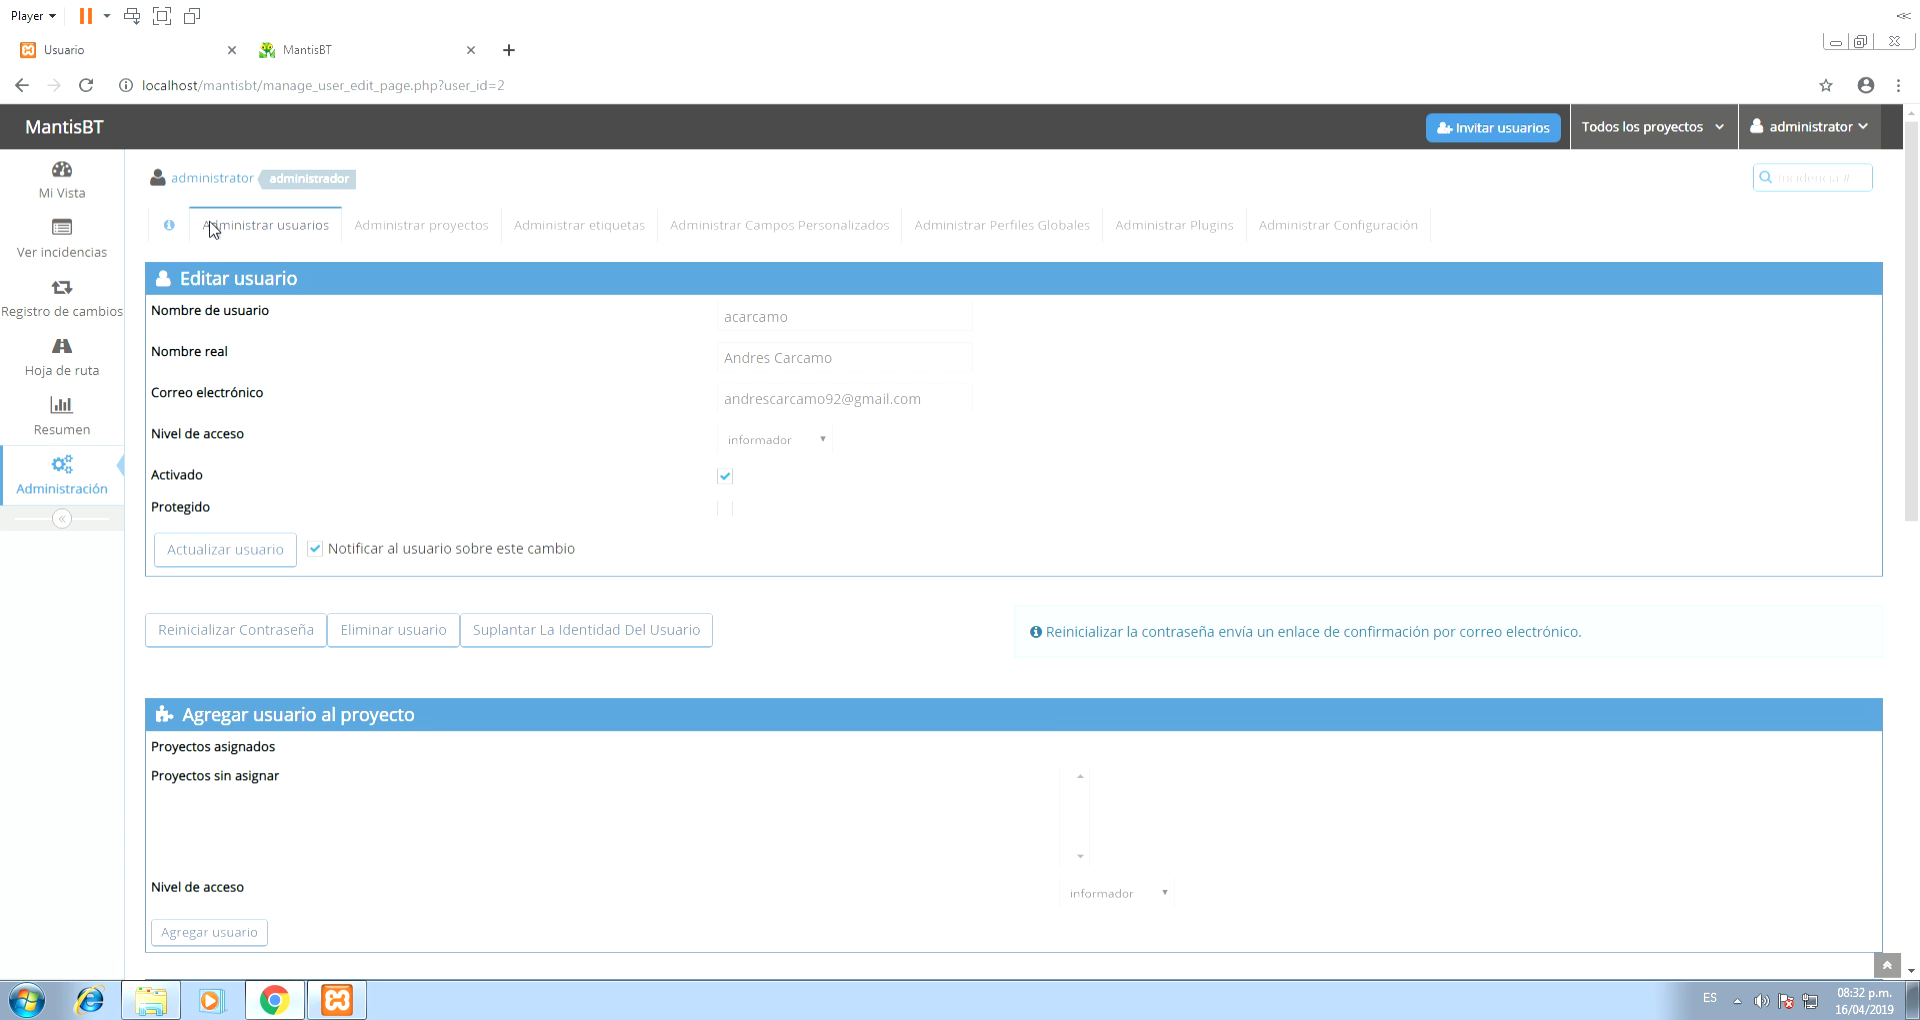 Player
Usuario
MantisBT
localhost/mantisbt/manage_user_edit_page.php?user_id=2
MantisBT
Invitar usuarios
Todos los proyectos
administrator
Mi Vista
Ver incidencias
Registro de cambios
Hoja de ruta
Resumen
Administración
administrator administrador
Incidencia #
Administrar usuarios Administrar proyectos Administrar etiquetas Administrar Campos Personalizados Administrar Perfiles Globales Administrar Plugins Administrar Configuración
Editar usuario
Nombre de usuario acarcamo
Nombre real Andres Carcamo
Correo electrónico andrescarcamo92@gmail.com
Nivel de acceso informador
Activado
Protegido
Actualizar usuario Notificar al usuario sobre este cambio
Reinicializar Contraseña Eliminar usuario Suplantar La Identidad Del Usuario
Reinicializar la contraseña envía un enlace de confirmación por correo electrónico.
Agregar usuario al proyecto
Proyectos asignados
Proyectos sin asignar
Nivel de acceso informador
Agregar usuario
ES
08:32 p.m.
16/04/2019